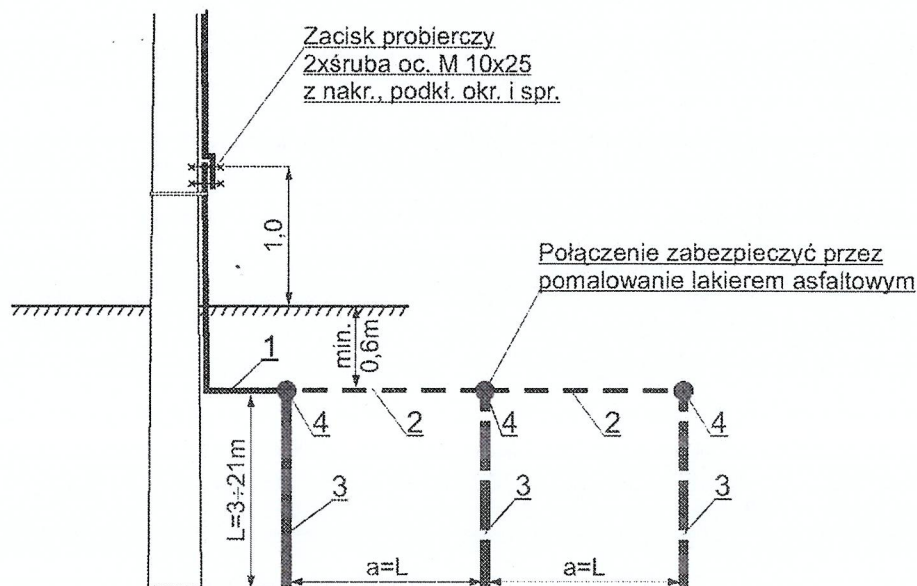 Zacisk probierczy
2xśruba oc. M 10x25
z nakr., podkł. okr. i spr.
1,0
Połączenie zabezpieczyć przez
pomalowanie lakierem asfaltowym
min.
0,6m
1
4
2
4
2
4
L=3÷21m
3
3
3
a=L
a=L